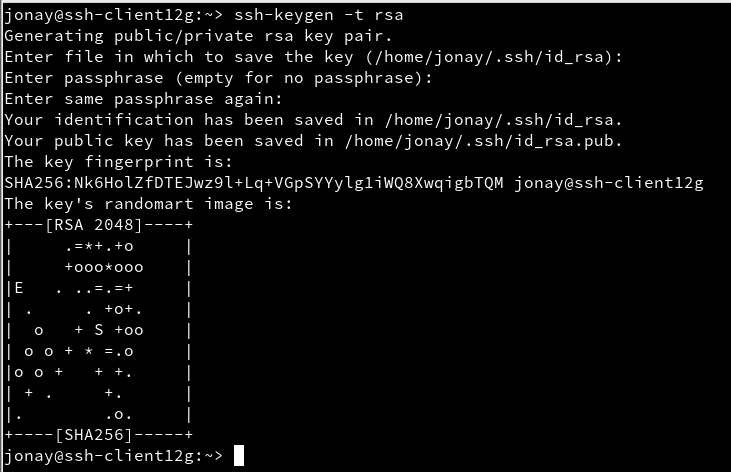 jonay@ssh-client12g:~> ssh-keygen -t rsa
Generating public/private rsa key pair.
Enter file in which to save the key (/home/jonay/.ssh/id_rsa):
Enter passphrase (empty for no passphrase):
Enter same passphrase again:
Your identification has been saved in /home/jonay/.ssh/id_rsa.
Your public key has been saved in /home/jonay/.ssh/id_rsa.pub.
The key fingerprint is:
SHA256:Nk6HolZfDTEJwz9l+Lq+VGpSYYylg1iWQ8XwqigbTQM jonay@ssh-client12g
The key's randomart image is:
+---[RSA 2048]----+
|     .=*+.+o     |
|     +ooo*ooo    |
|E   . ..=.=+     |
| .     . +o+.    |
|  o   + S +oo    |
| o o + * =.o     |
|o o +   + +.     |
| + .     +.      |
|.        .o.     |
+----[SHA256]-----+
jonay@ssh-client12g:~>